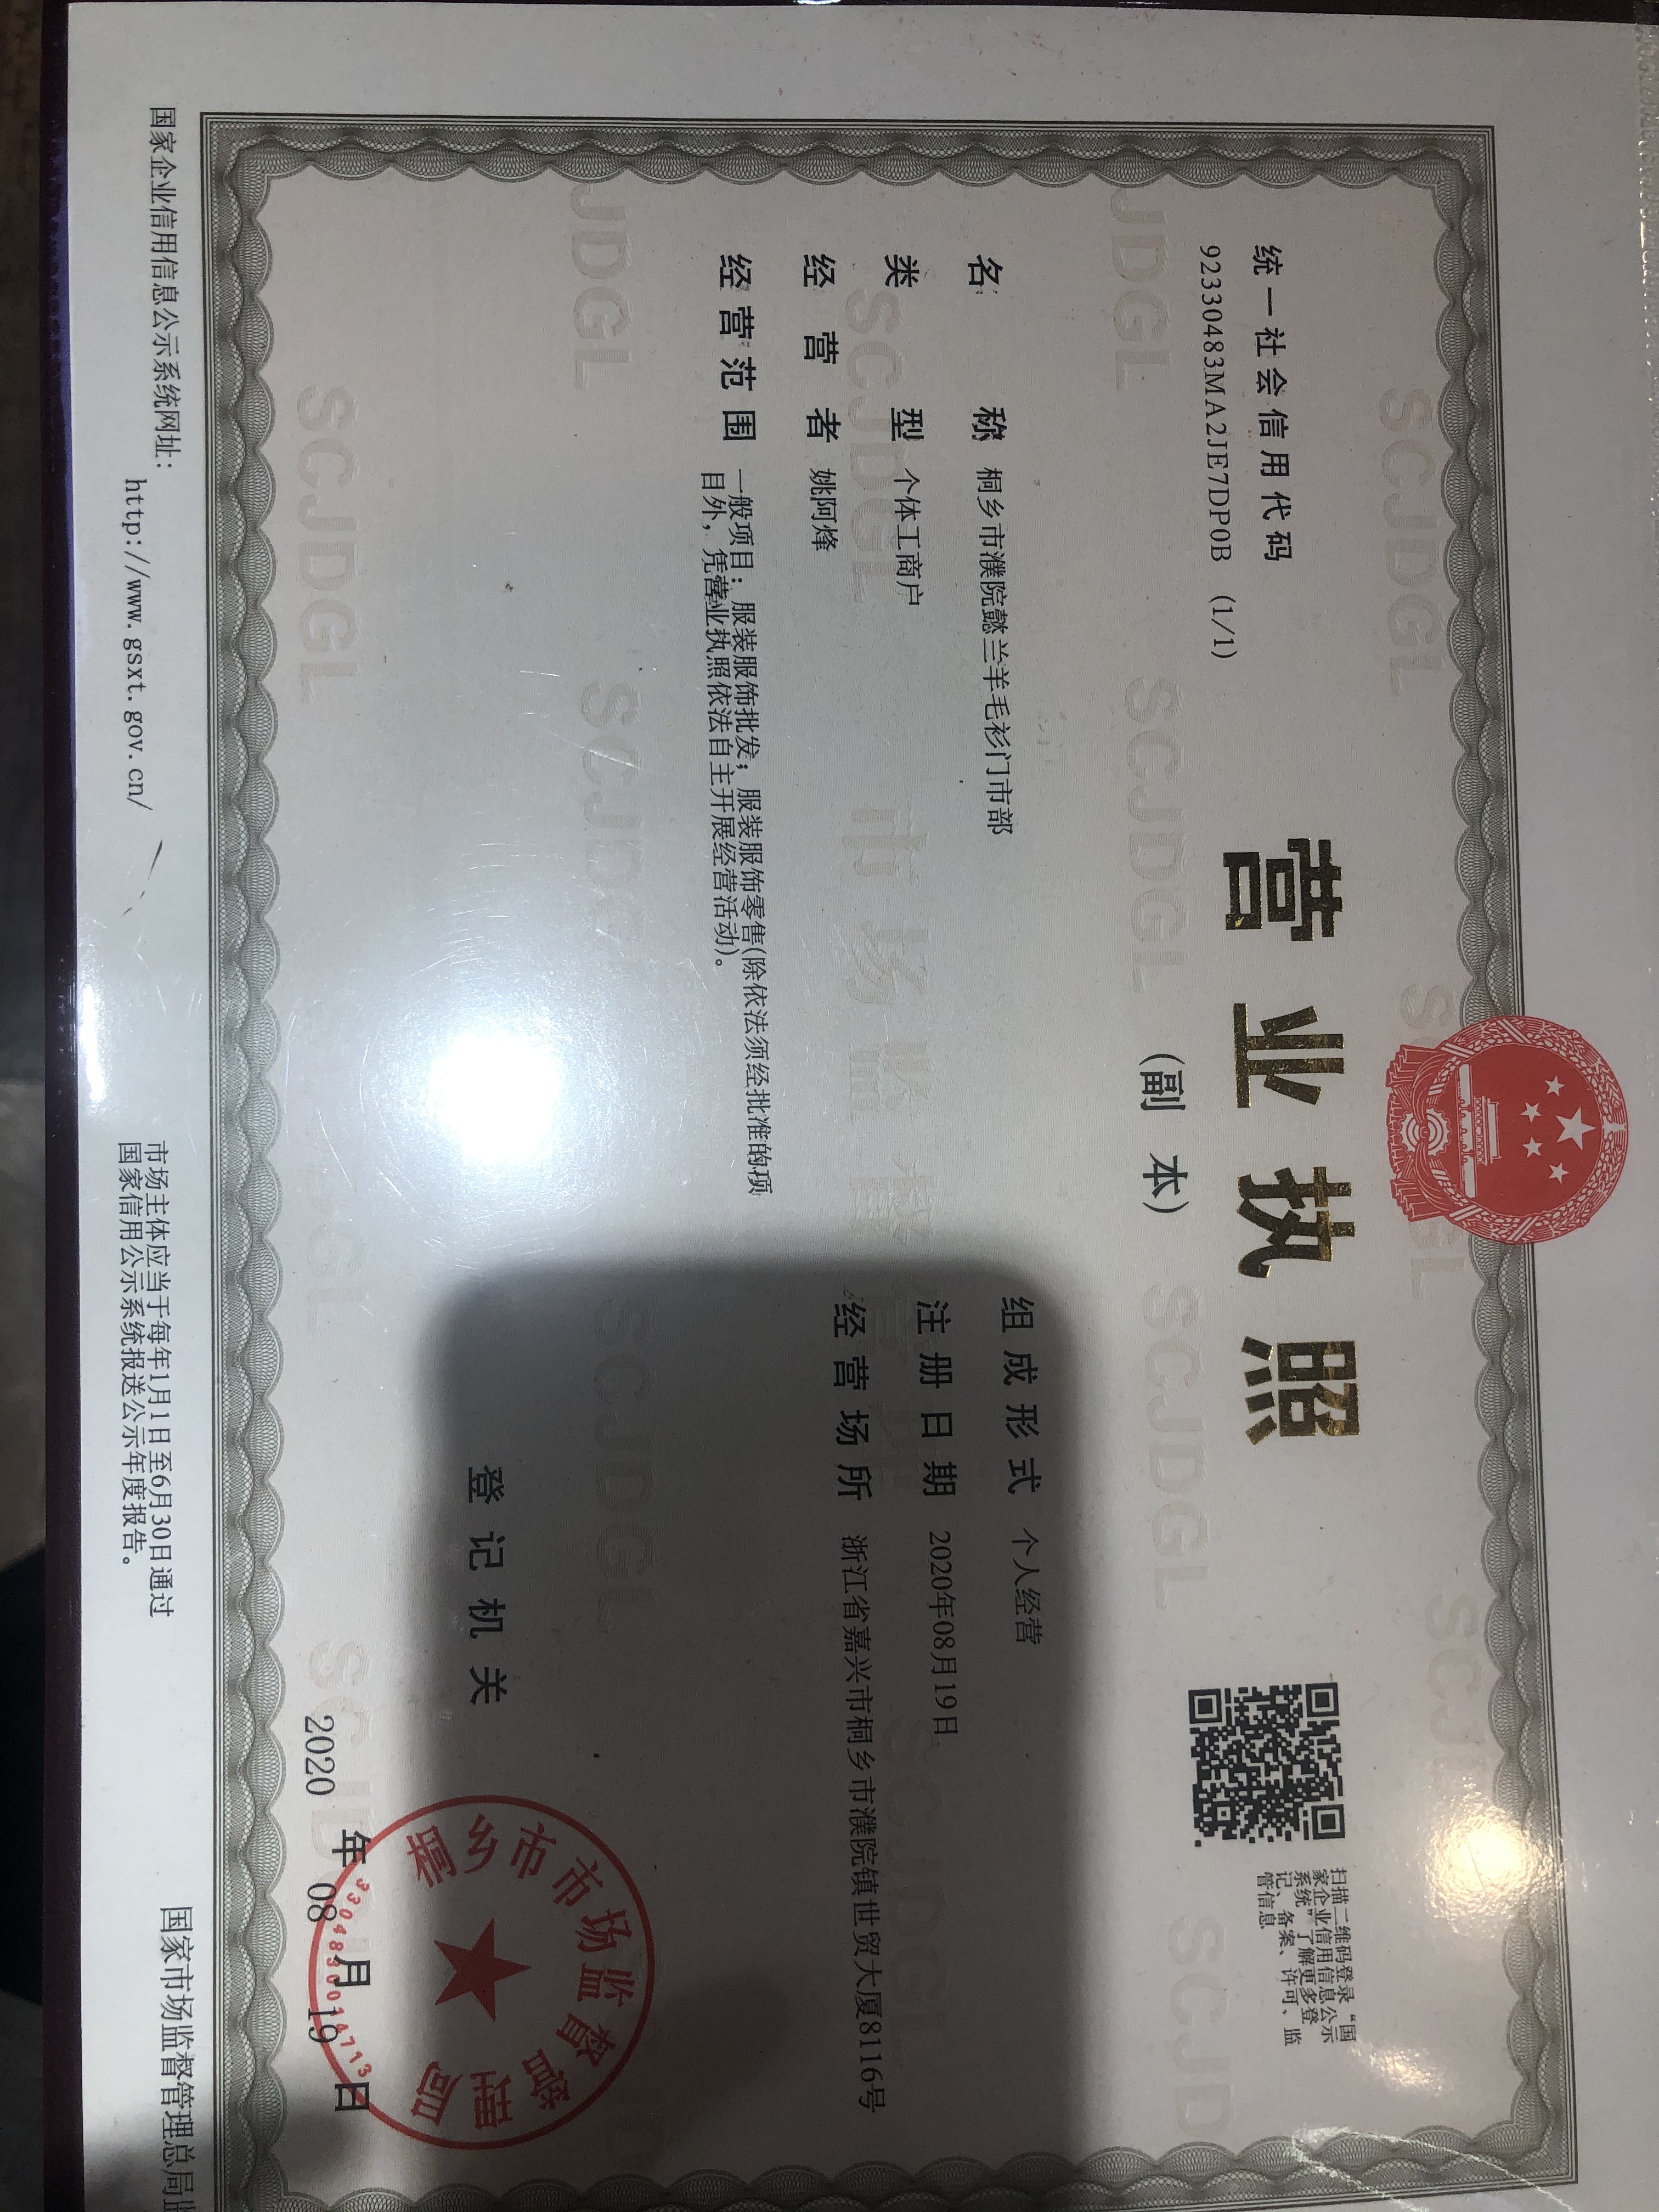 营业执照
(副 本)
统一社会信用代码
92330483MA2JE7DP0B (1/1)
扫描二维码登录“国
家企业信用信息公示
系统”了解更多登
记、备案、许可、监
管信息
名称 桐乡市濮院懿兰羊毛衫门市部
类型 个体工商户
经营者 姚阿烽
经营范围 一般项目：服装服饰批发；服装服饰零售(除依法须经批准的项
目外，凭营业执照依法自主开展经营活动)。
组成形式 个人经营
注册日期 2020年08月19日
经营场所 浙江省嘉兴市桐乡市濮院镇世贸大厦8116号
登记机关
桐乡市市场监督管理局
2020 年 08 月 19 日
国家企业信用信息公示系统网址：
http://www.gsxt.gov.cn/
市场主体应当于每年1月1日至6月30日通过
国家信用公示系统报送公示年度报告。
国家市场监督管理总局监
SCJDGL
市场监督管理